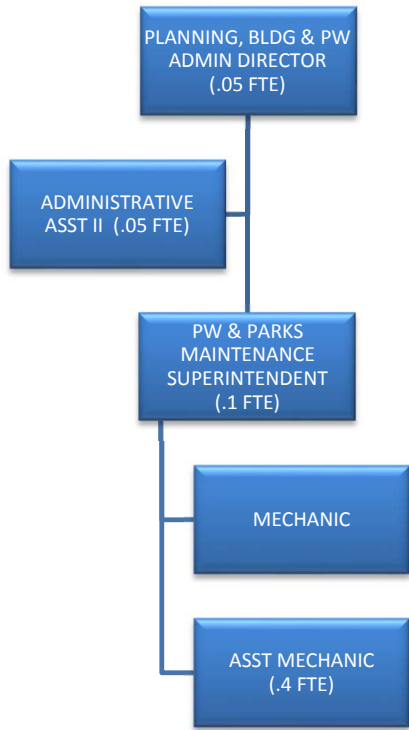 PLANNING, BLDG & PW
ADMIN DIRECTOR
(.05 FTE)
ADMINISTRATIVE
ASST II (.05 FTE)
PW & PARKS
MAINTENANCE
SUPERINTENDENT
(.1 FTE)
MECHANIC
ASST MECHANIC
(.4 FTE)